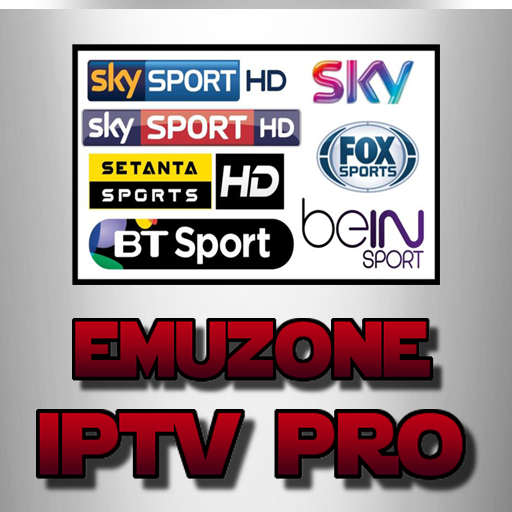 sky SPORT HD
sky
sky SPORT HD
FOX
SPORTS
SETANTA
SPORTS
HD
beIN
SPORT
BT Sport
EMUZONE
IPTV PRO